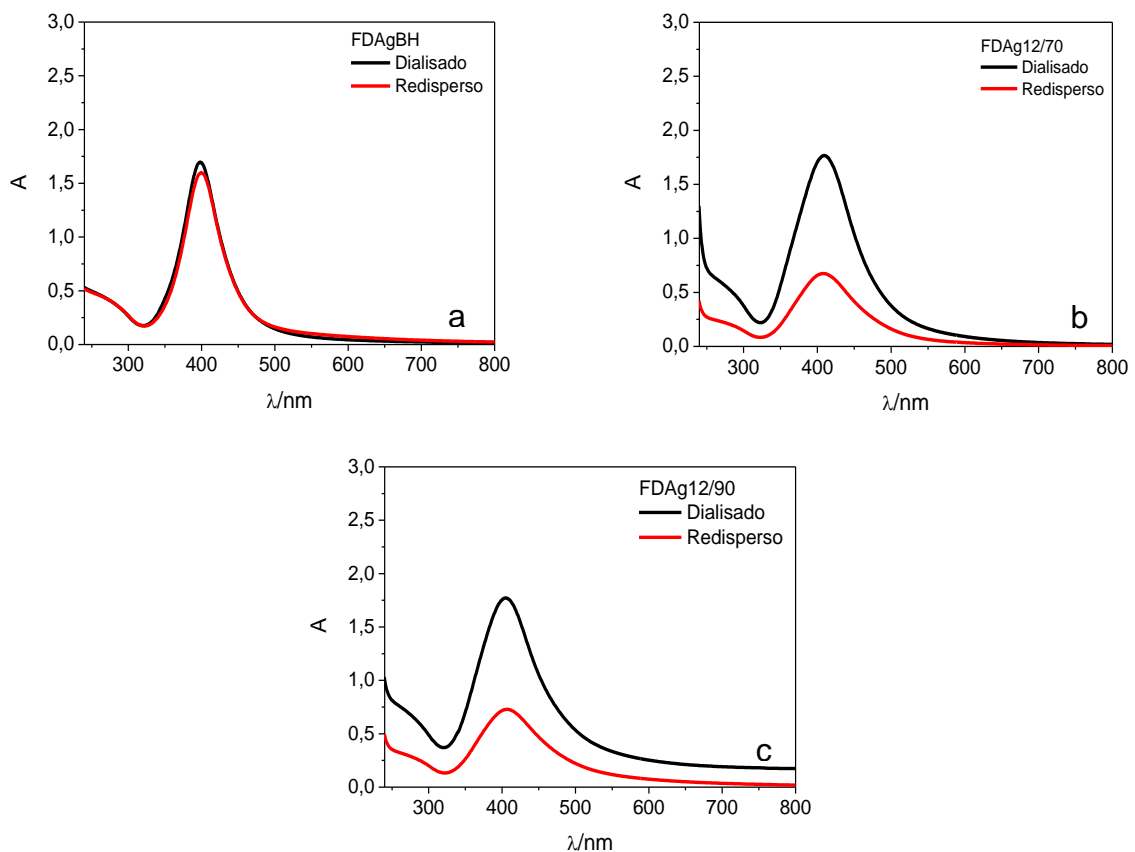 FDAgBH
Dialisado
Redisperso
3,0
2,5
2,0
1,5
1,0
0,5
0,0
A
300 400 500 600 700 800
λ/nm
a
FDAg12/70
Dialisado
Redisperso
3,0
2,5
2,0
1,5
1,0
0,5
0,0
A
300 400 500 600 700 800
λ/nm
b
FDAg12/90
Dialisado
Redisperso
3,0
2,5
2,0
1,5
1,0
0,5
0,0
A
300 400 500 600 700 800
λ/nm
c